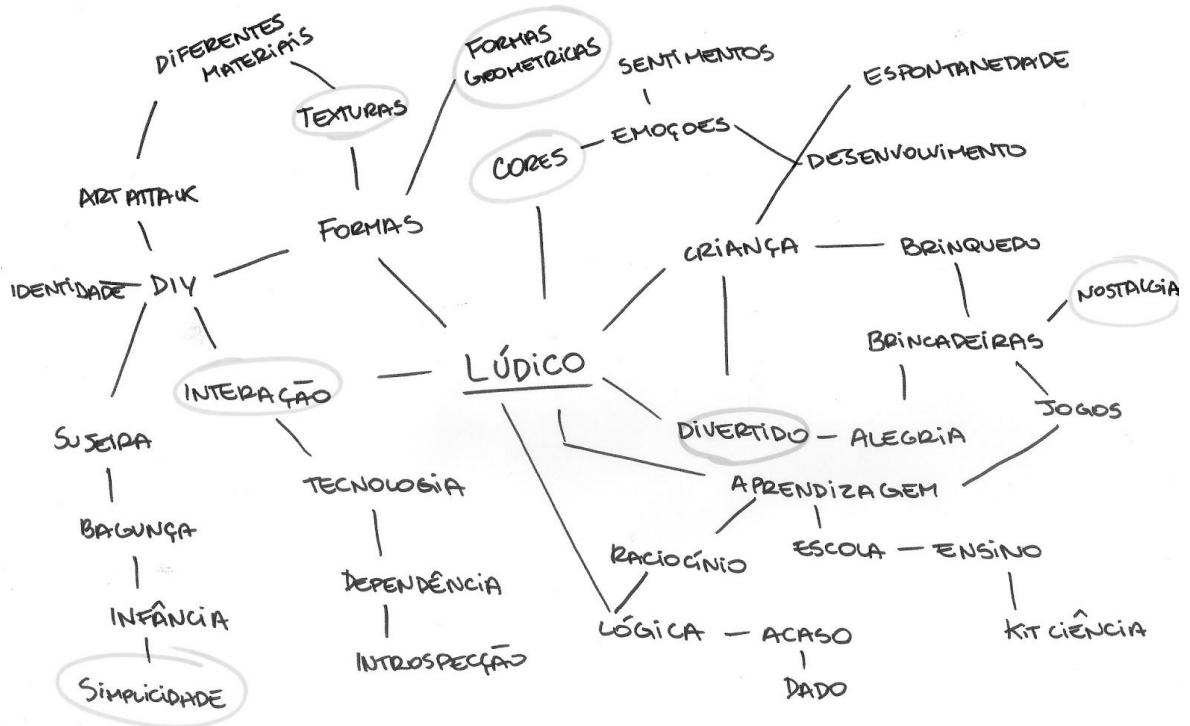 DIFERENTES
MATERIAIS
FORMAS
GEOMETRICAS
SENTIMENTOS
ESPONTANEDADE
TEXTURAS
EMOÇOES
CORES
DESENVOLVIMENTO
ART ATTACK
FORMAS
CRIANÇA
BRINQUEDO
IDENTIDADE
DIY
NOSTALGIA
BRINCADEIRAS
LÚDICO
INTERAÇÃO
JOGOS
SUJEIRA
DIVERTIDO
ALEGRIA
TECNOLOGIA
APRENDIZAGEM
BAGUNÇA
RACIOCÍNIO
ESCOLA
ENSINO
DEPENDÊNCIA
INFÂNCIA
LÓGICA
ACASO
KIT CIÊNCIA
INTROSPECÇÃO
SIMPLICIDADE
DADO